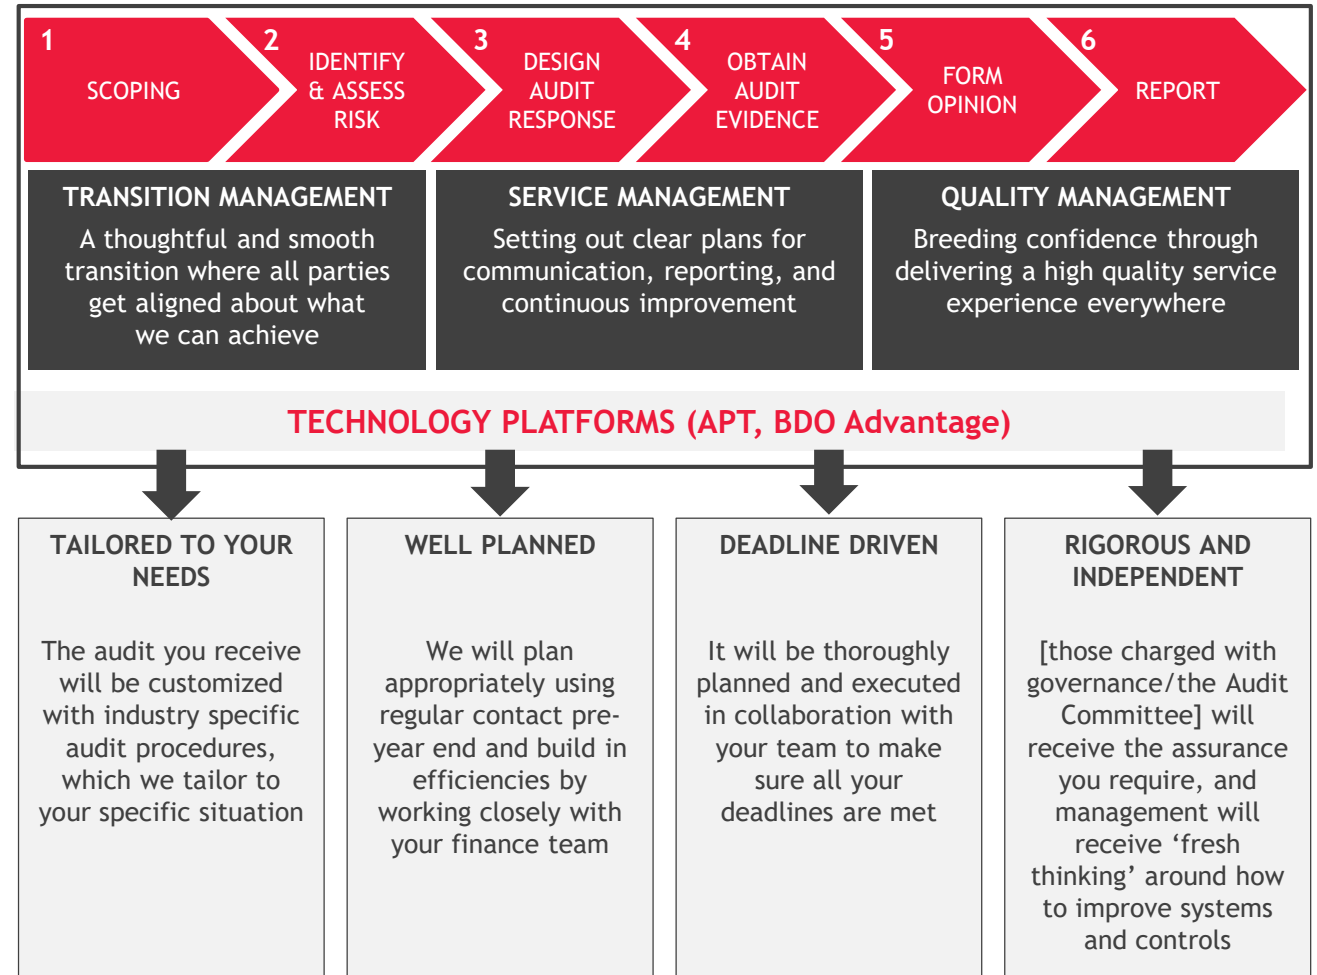 1
SCOPING
2
IDENTIFY
& ASSESS
RISK
3
DESIGN
AUDIT
RESPONSE
4
OBTAIN
AUDIT
EVIDENCE
5
FORM
OPINION
6
REPORT
TRANSITION MANAGEMENT
A thoughtful and smooth
transition where all parties
get aligned about what
we can achieve
SERVICE MANAGEMENT
Setting out clear plans for
communication, reporting, and
continuous improvement
QUALITY MANAGEMENT
Breeding confidence through
delivering a high quality service
experience everywhere
TECHNOLOGY PLATFORMS (APT, BDO Advantage)
TAILORED TO YOUR
NEEDS
The audit you receive
will be customized
with industry specific
audit procedures,
which we tailor to
your specific situation
WELL PLANNED
We will plan
appropriately using
regular contact pre-
year end and build in
efficiencies by
working closely with
your finance team
DEADLINE DRIVEN
It will be thoroughly
planned and executed
in collaboration with
your team to make
sure all your
deadlines are met
RIGOROUS AND
INDEPENDENT
[those charged with
governance/the Audit
Committee] will
receive the assurance
you require, and
management will
receive ‘fresh
thinking’ around how
to improve systems
and controls